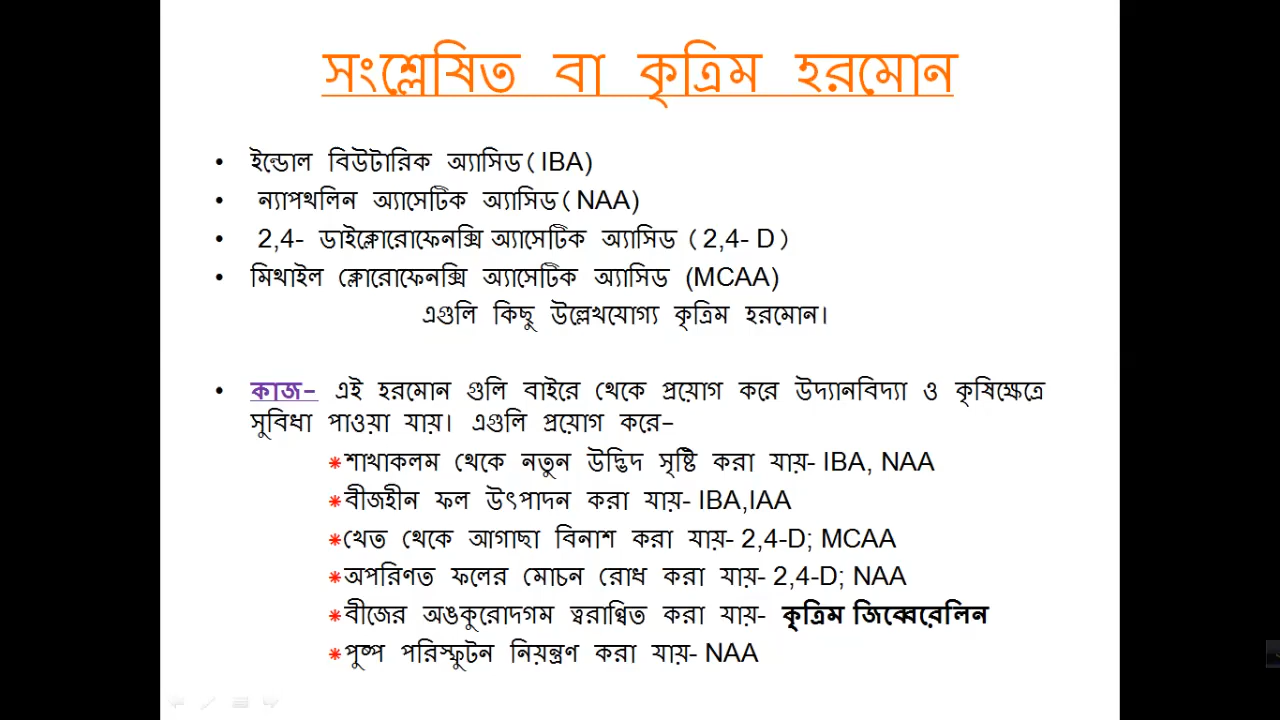 সংশ্লেষিত বা কৃত্রিম হরমোন
• ইন্ডোল বিউটারিক অ্যাসিড(IBA)
• ন্যাপথলিন অ্যাসেটিক অ্যাসিড(NAA)
• 2,4- ডাইক্লোরোফেনক্সি অ্যাসেটিক অ্যাসিড (2,4- D)
• মিথাইল ক্লোরোফেনক্সি অ্যাসেটিক অ্যাসিড (MCAA)
এগুলি কিছু উল্লেখযোগ্য কৃত্রিম হরমোন।
• কাজ- এই হরমোন গুলি বাইরে থেকে প্রয়োগ করে উদ্যানবিদ্যা ও কৃষিক্ষেত্রে
সুবিধা পাওয়া যায়। এগুলি প্রয়োগ করে-
*শাখাকলম থেকে নতুন উদ্ভিদ সৃষ্টি করা যায়- IBA, NAA
*বীজহীন ফল উৎপাদন করা যায়- IBA,IAA
*খেত থেকে আগাছা বিনাশ করা যায়- 2,4-D; MCAA
*অপরিণত ফলের মোচন রোধ করা যায়- 2,4-D; NAA
*বীজের অঙকুরোদগম ত্বরাণ্বিত করা যায়- কৃত্রিম জিব্বেরেলিন
*পুষ্প পরিস্ফুটন নিয়ন্ত্রণ করা যায়- NAA